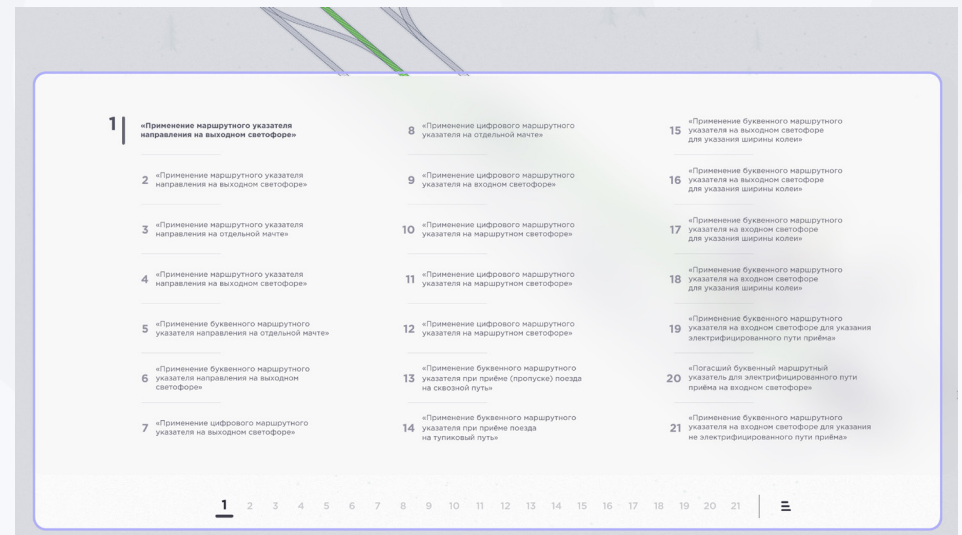 1
«Применение маршрутного указателя
направления на выходном светофоре»
2
«Применение маршрутного указателя
направления на выходном светофоре»
3
«Применение маршрутного указателя
направления на отдельной мачте»
4
«Применение маршрутного указателя
направления на выходном светофоре»
5
«Применение буквенного маршрутного
указателя направления на отдельной мачте»
6
«Применение буквенного маршрутного
указателя направления на выходном
светофоре»
7
«Применение цифрового маршрутного
указателя на выходном светофоре»
8
«Применение цифрового маршрутного
указателя на отдельной мачте»
9
«Применение цифрового маршрутного
указателя на входном светофоре»
10
«Применение цифрового маршрутного
указателя на маршрутном светофоре»
11
«Применение цифрового маршрутного
указателя на маршрутном светофоре»
12
«Применение цифрового маршрутного
указателя на маршрутном светофоре»
13
«Применение буквенного маршрутного
указателя при приёме (пропуске) поезда
на сквозной путь»
14
«Применение буквенного маршрутного
указателя при приёме поезда
на тупиковый путь»
15
«Применение буквенного маршрутного
указателя на выходном светофоре
для указания ширины колеи»
16
«Применение буквенного маршрутного
указателя на выходном светофоре
для указания ширины колеи»
17
«Применение буквенного маршрутного
указателя на входном светофоре
для указания ширины колеи»
18
«Применение буквенного маршрутного
указателя на входном светофоре
для указания ширины колеи»
19
«Применение буквенного маршрутного
указателя на входном светофоре для указания
электрифицированного пути приёма»
20
«Погасший буквенный маршрутный
указатель для электрифицированного пути
приёма на входном светофоре»
21
«Применение буквенного маршрутного
указателя на входном светофоре для указания
не электрифицированного пути приёма»
1 2 3 4 5 6 7 8 9 10 11 12 13 14 15 16 17 18 19 20 21